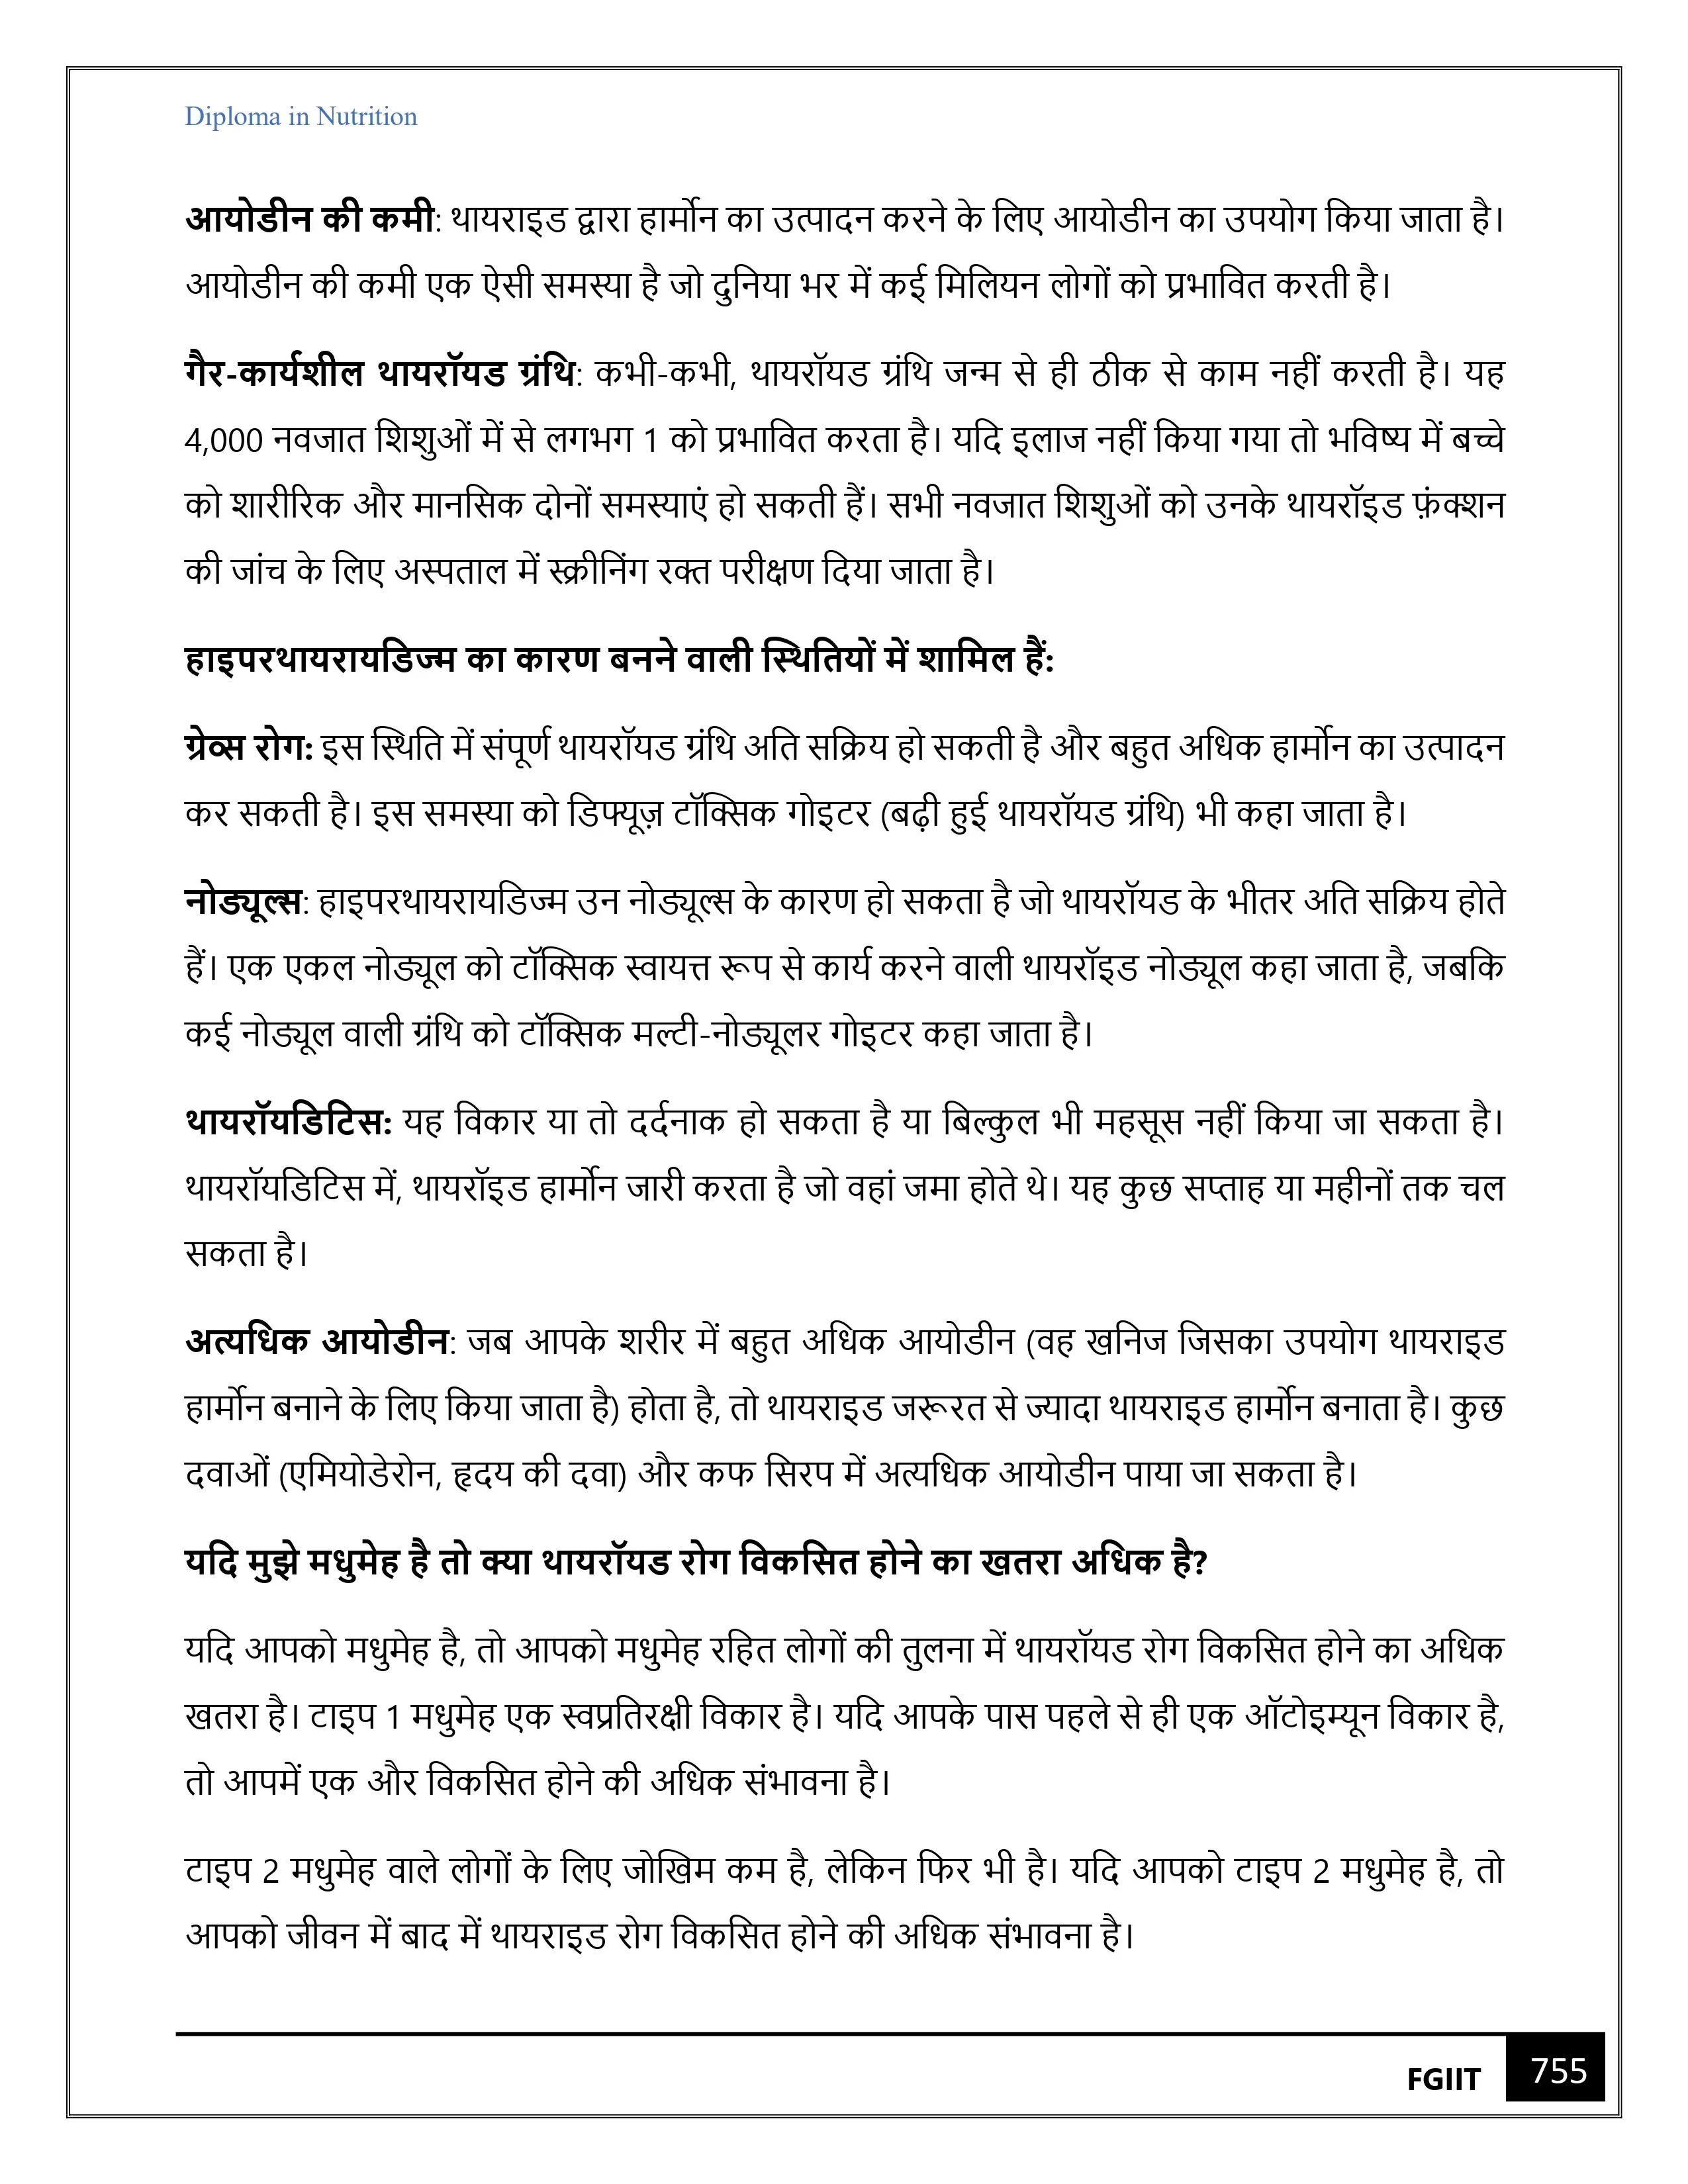 Diploma in Nutrition
आयोडीन की कमी: थायराइड द्वारा हार्मोन का उत्पादन करने के लिए आयोडीन का उपयोग किया जाता है।
आयोडीन की कमी एक ऐसी समस्या है जो दुनिया भर में कई मिलियन लोगों को प्रभावित करती है।
गैर-कार्यशील थायरॉयड ग्रंथि: कभी-कभी, थायरॉयड ग्रंथि जन्म से ही ठीक से काम नहीं करती है। यह
4,000 नवजात शिशुओं में से लगभग 1 को प्रभावित करता है। यदि इलाज नहीं किया गया तो भविष्य में बच्चे
को शारीरिक और मानसिक दोनों समस्याएं हो सकती हैं। सभी नवजात शिशुओं को उनके थायरॉइड फ़ंक्शन
की जांच के लिए अस्पताल में स्क्रीनिंग रक्त परीक्षण दिया जाता है।
हाइपरथायरायडिज्म का कारण बनने वाली स्थितियों में शामिल हैं:
ग्रेव्स रोग: इस स्थिति में संपूर्ण थायरॉयड ग्रंथि अति सक्रिय हो सकती है और बहुत अधिक हार्मोन का उत्पादन
कर सकती है। इस समस्या को डिफ्यूज़ टॉक्सिक गोइटर (बढ़ी हुई थायरॉयड ग्रंथि) भी कहा जाता है।
नोड्यूल्स: हाइपरथायरायडिज्म उन नोड्यूल्स के कारण हो सकता है जो थायरॉयड के भीतर अति सक्रिय होते
हैं। एक एकल नोड्यूल को टॉक्सिक स्वायत्त रूप से कार्य करने वाली थायरॉइड नोड्यूल कहा जाता है, जबकि
कई नोड्यूल वाली ग्रंथि को टॉक्सिक मल्टी-नोड्यूलर गोइटर कहा जाता है।
थायरॉयडिटिस: यह विकार या तो दर्दनाक हो सकता है या बिल्कुल भी महसूस नहीं किया जा सकता है।
थायरॉयडिटिस में, थायरॉइड हार्मोन जारी करता है जो वहां जमा होते थे। यह कुछ सप्ताह या महीनों तक चल
सकता है।
अत्यधिक आयोडीन: जब आपके शरीर में बहुत अधिक आयोडीन (वह खनिज जिसका उपयोग थायराइड
हार्मोन बनाने के लिए किया जाता है) होता है, तो थायराइड जरूरत से ज्यादा थायराइड हार्मोन बनाता है। कुछ
दवाओं (एमियोडेरोन, हृदय की दवा) और कफ सिरप में अत्यधिक आयोडीन पाया जा सकता है।
यदि मुझे मधुमेह है तो क्या थायरॉयड रोग विकसित होने का खतरा अधिक है?
यदि आपको मधुमेह है, तो आपको मधुमेह रहित लोगों की तुलना में थायरॉयड रोग विकसित होने का अधिक
खतरा है। टाइप 1 मधुमेह एक स्वप्रतिरक्षी विकार है। यदि आपके पास पहले से ही एक ऑटोइम्यून विकार है,
तो आपमें एक और विकसित होने की अधिक संभावना है।
टाइप 2 मधुमेह वाले लोगों के लिए जोखिम कम है, लेकिन फिर भी है। यदि आपको टाइप 2 मधुमेह है, तो
आपको जीवन में बाद में थायराइड रोग विकसित होने की अधिक संभावना है।
FGIIT 755